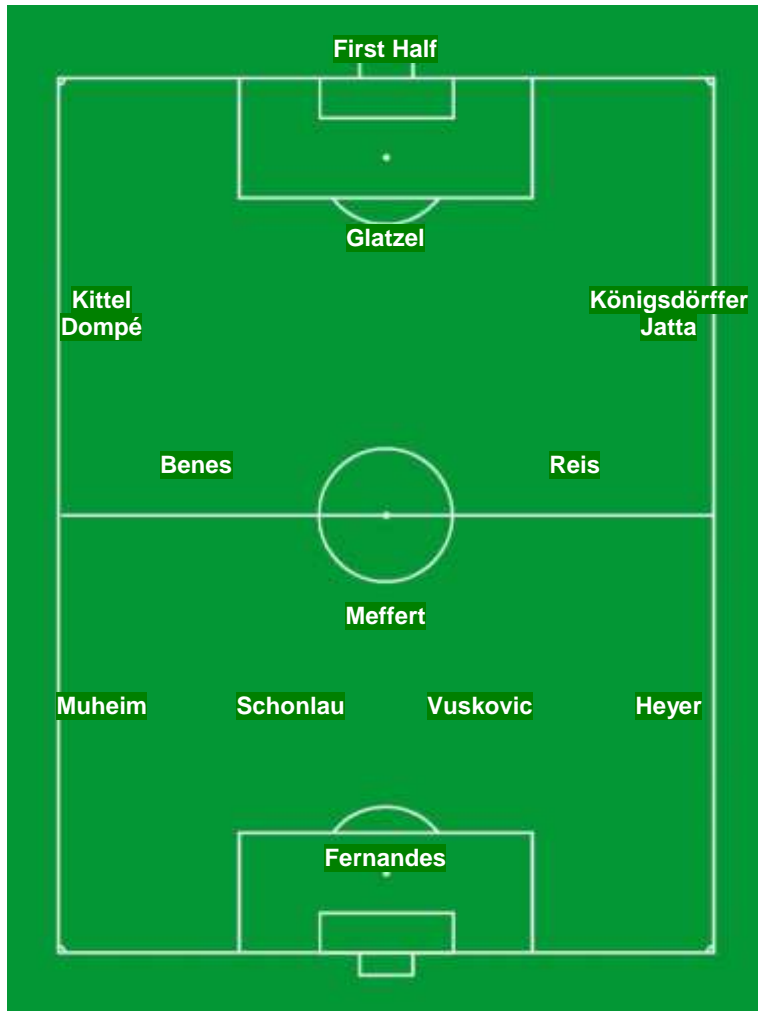 First Half
Glatzel
Kittel
Dompé
Königsdörffer
Jatta
Benes
Reis
Meffert
Muheim
Schonlau
Vuskovic
Heyer
Fernandes